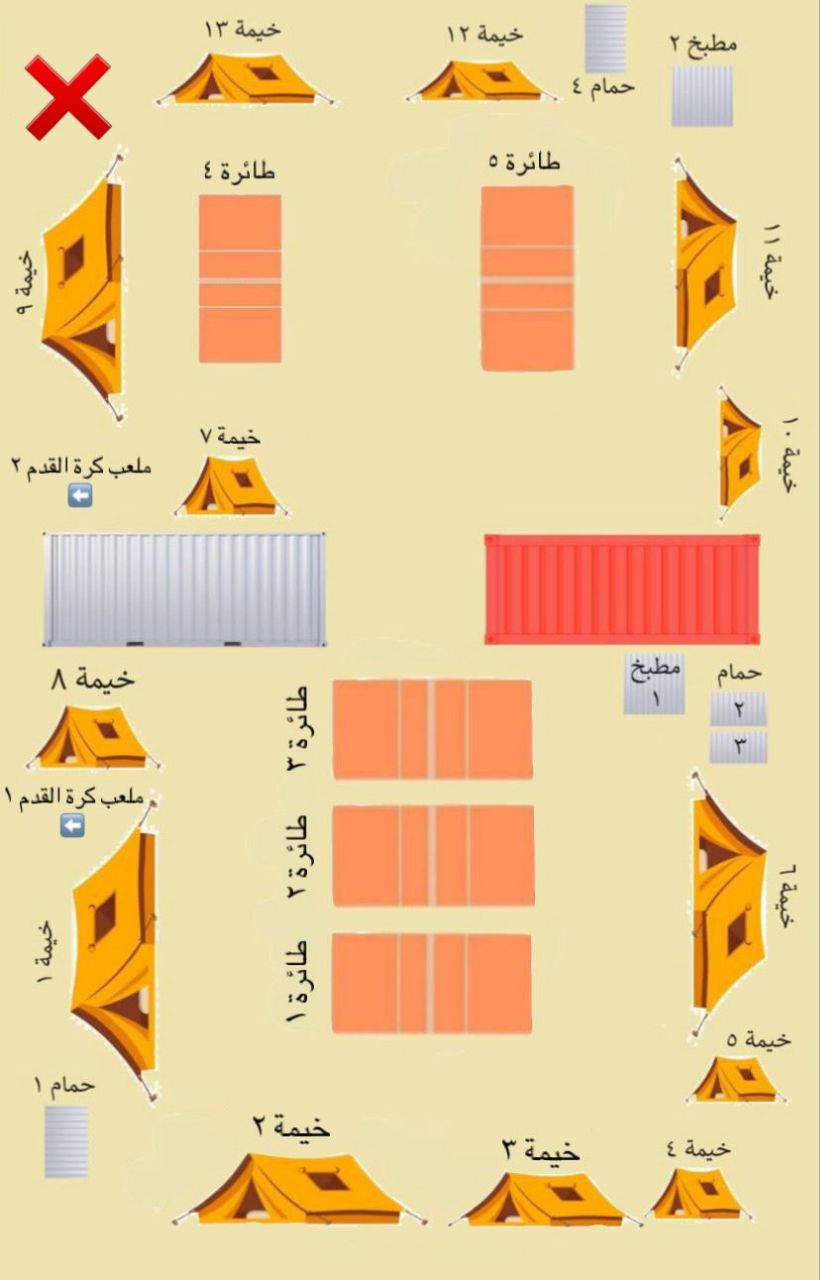 خيمة ١٣
خيمة ١٢
حمام ٤
مطبخ ٢
طائرة ٤
طائرة ٥
خيمة ٩
خيمة ١١
خيمة ١٠
خيمة ٧
ملعب كرة القدم ٢
خيمة ٨
مطبخ
١
حمام
٢
٣
طائرة ٣
ملعب كرة القدم ١
طائرة ٢
خيمة ٦
خيمة ١
طائرة ١
خيمة ٥
حمام ١
خيمة ٢
خيمة ٣
خيمة ٤